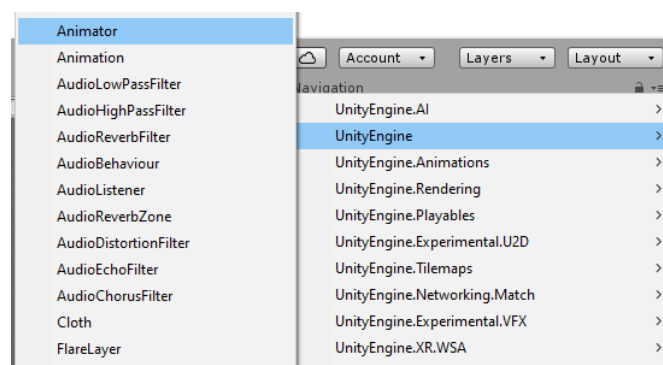 Animator
Animation
AudioLowPassFilter
AudioHighPassFilter
AudioReverbFilter
AudioBehaviour
AudioListener
AudioReverbZone
AudioDistortionFilter
AudioEchoFilter
AudioChorusFilter
Cloth
FlareLayer
Account
Layers
Layout
Navigation
UnityEngine.AI
UnityEngine
UnityEngine.Animations
UnityEngine.Rendering
UnityEngine.Playables
UnityEngine.Experimental.U2D
UnityEngine.Tilemaps
UnityEngine.Networking.Match
UnityEngine.Experimental.VFX
UnityEngine.XR.WSA